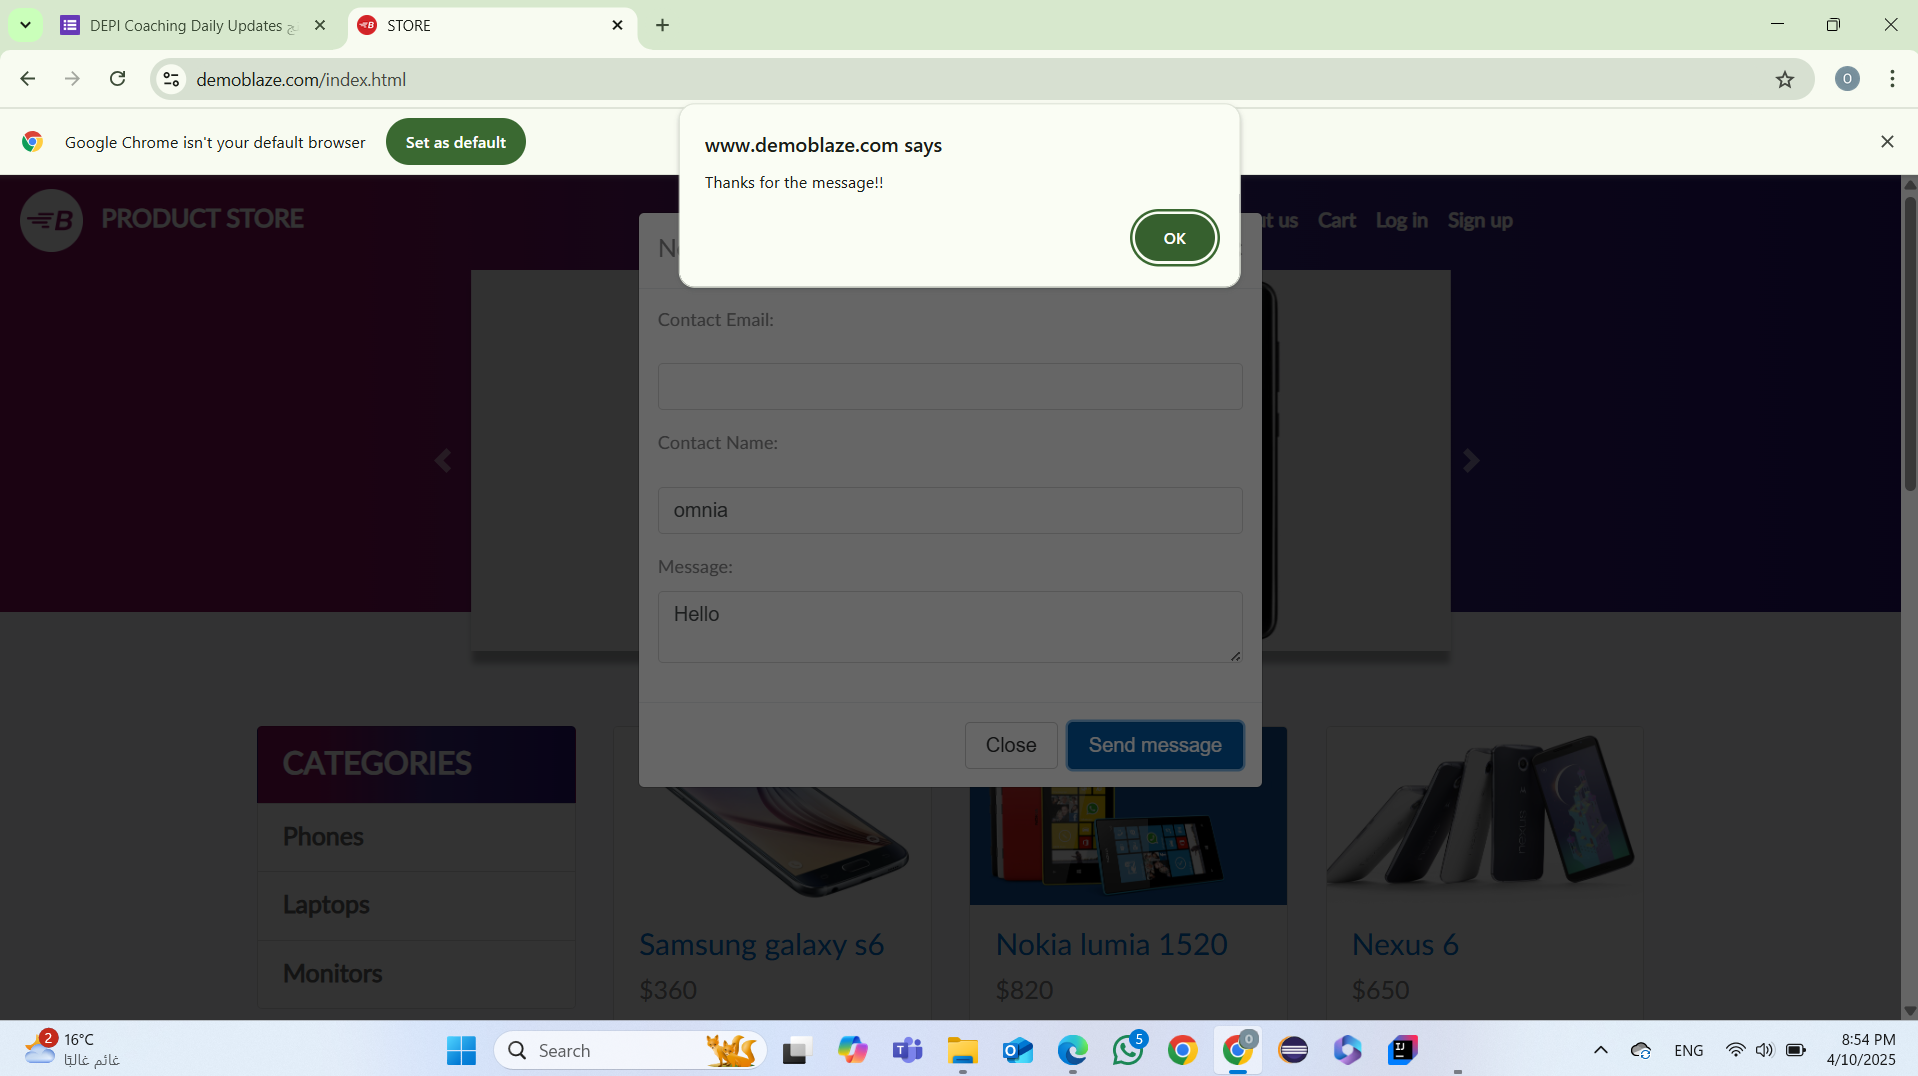 DEPI Coaching Daily Updates
STORE
demoblaze.com/index.html
O
Google Chrome isn't your default browser
Set as default
www.demoblaze.com says
Thanks for the message!!
OK
B
PRODUCT STORE
t us
Cart
Log in
Sign up
Contact Email:
Contact Name:
omnia
Message:
Hello
Close
Send message
CATEGORIES
Phones
Laptops
Monitors
Samsung galaxy s6
$360
Nokia lumia 1520
$820
Nexus 6
$650
2
16°C
غائم غالبًا
Search
5
ENG
8:54 PM
4/10/2025